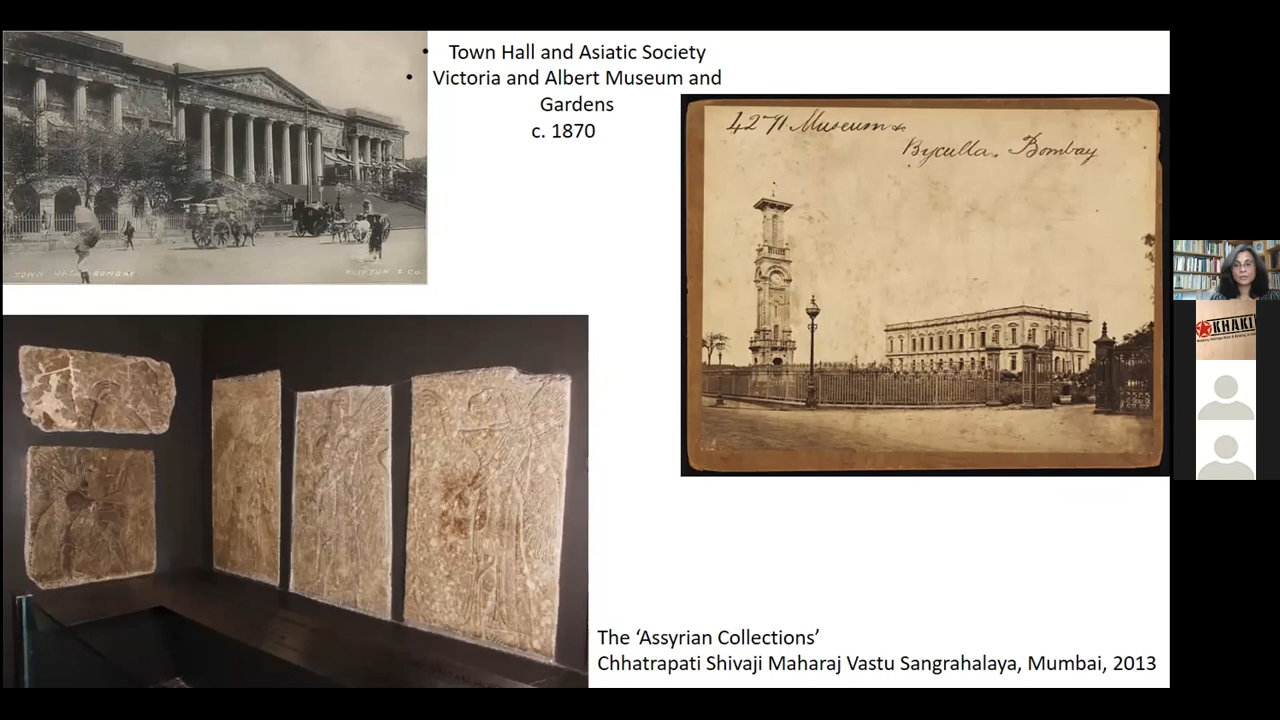 Town Hall and Asiatic Society
Victoria and Albert Museum and
Gardens
c. 1870
4271 Museum &
Byculla. Bombay
TOWN HALL BOMBAY
& Co.
KHAKI
The ‘Assyrian Collections’
Chhatrapati Shivaji Maharaj Vastu Sangrahalaya, Mumbai, 2013